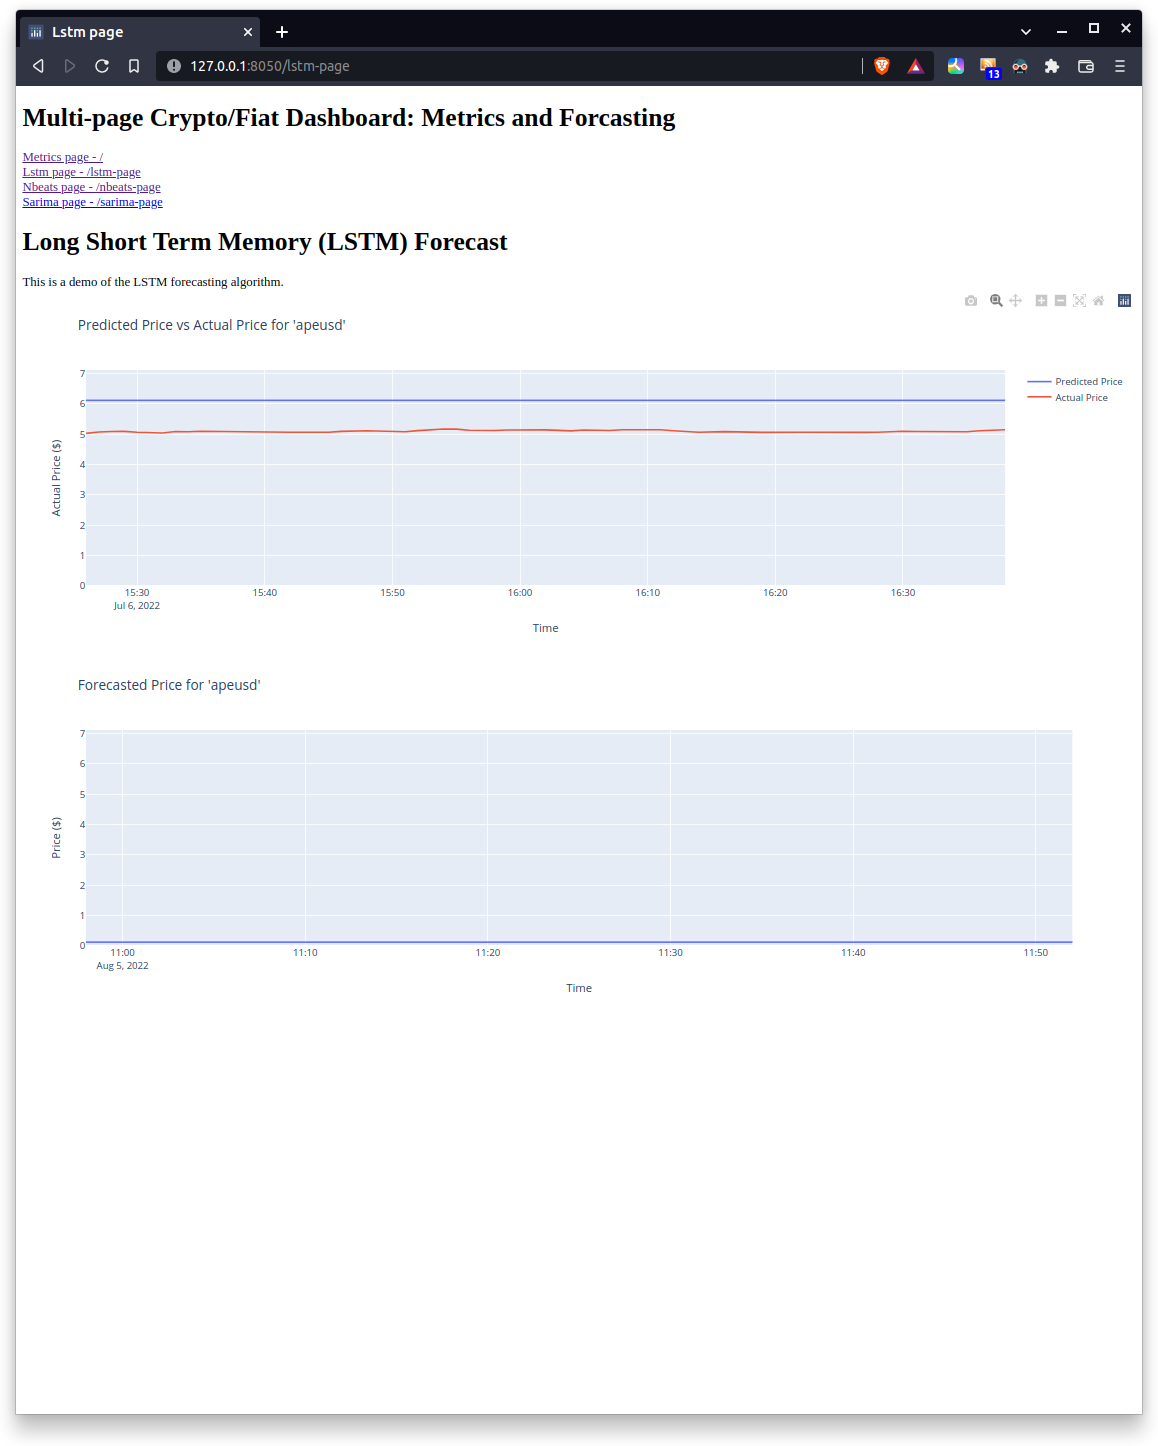 Lstm page
127.0.0.1:8050/lstm-page
13
Multi-page Crypto/Fiat Dashboard: Metrics and Forcasting
Metrics page - /
Lstm page - /lstm-page
Nbeats page - /nbeats-page
Sarima page - /sarima-page
Long Short Term Memory (LSTM) Forecast
This is a demo of the LSTM forecasting algorithm.
Predicted Price vs Actual Price for 'apeusd'
7
6
5
4
3
2
1
0
Actual Price ($)
Predicted Price
Actual Price
15:30 15:40 15:50 16:00 16:10 16:20 16:30
Jul 6, 2022
Time
Forecasted Price for 'apeusd'
7
6
5
4
3
2
1
0
Price ($)
11:00 11:10 11:20 11:30 11:40 11:50
Aug 5, 2022
Time